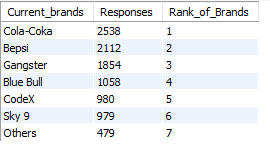 Current_brands Responses Rank_of_Brands
Cola-Coka 2538 1
Bepsi 2112 2
Gangster 1854 3
Blue Bull 1058 4
CodeX 980 5
Sky 9 979 6
Others 479 7